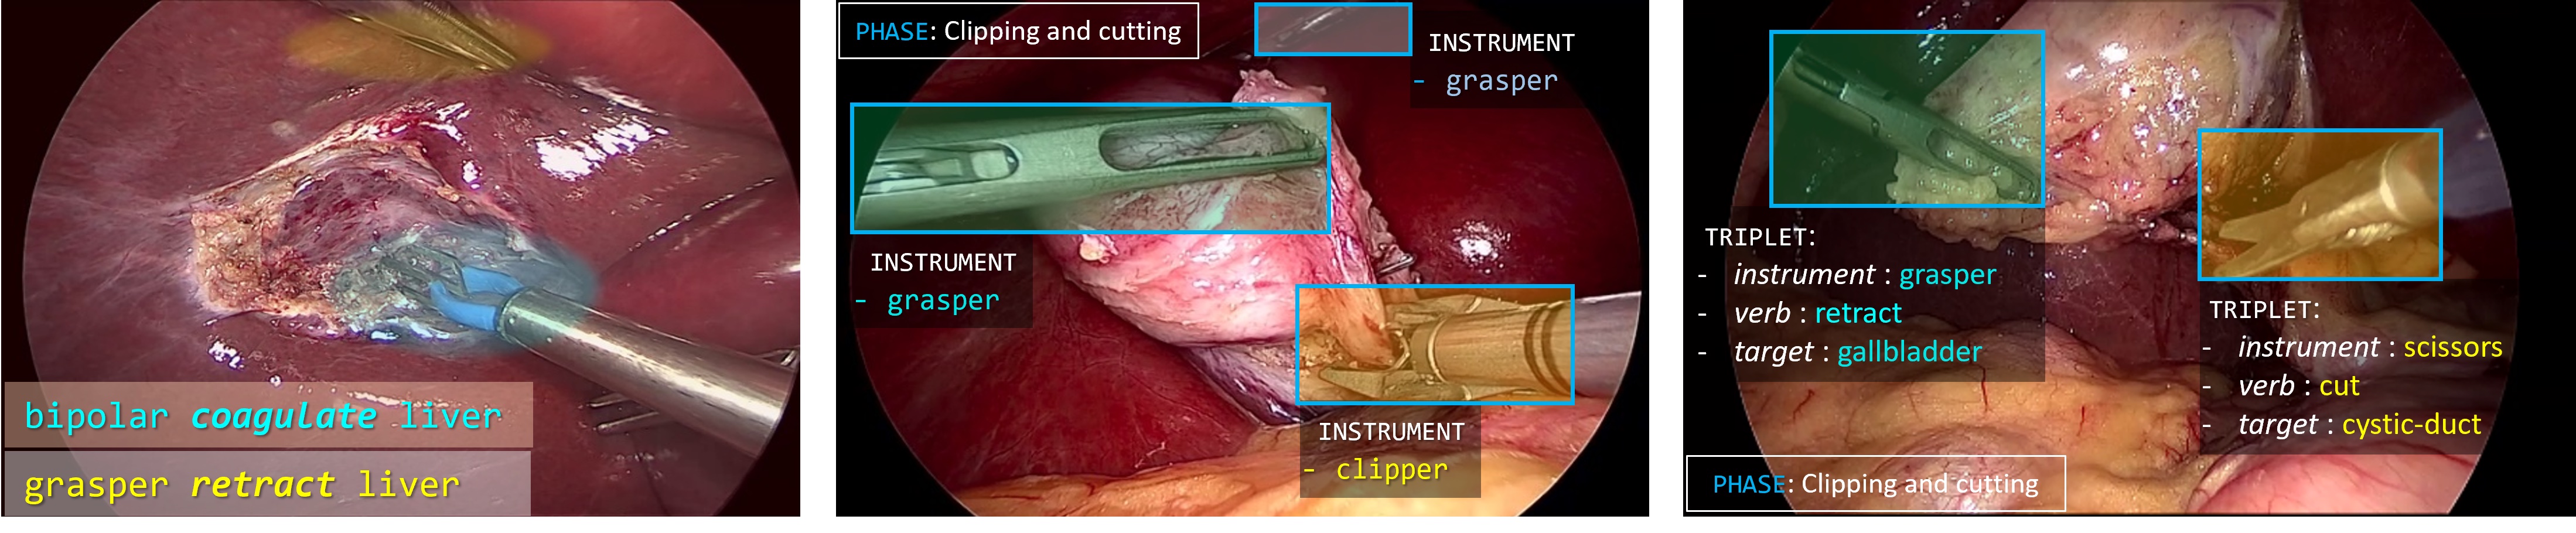 bipolar coagulate liver
grasper retract liver
PHASE: Clipping and cutting
INSTRUMENT
- grasper
INSTRUMENT
- grasper
INSTRUMENT
- clipper
TRIPLET:
- instrument : grasper
- verb : retract
- target : gallbladder
TRIPLET:
- instrument : scissors
- verb : cut
- target : cystic-duct
PHASE: Clipping and cutting